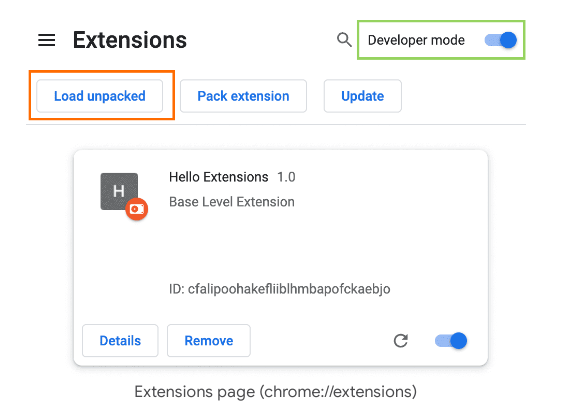 Extensions
Developer mode
Load unpacked
Pack extension
Update
H
Hello Extensions 1.0
Base Level Extension
ID: cfalipoohakefliiblhmbapofckaebjo
Details
Remove
Extensions page (chrome://extensions)